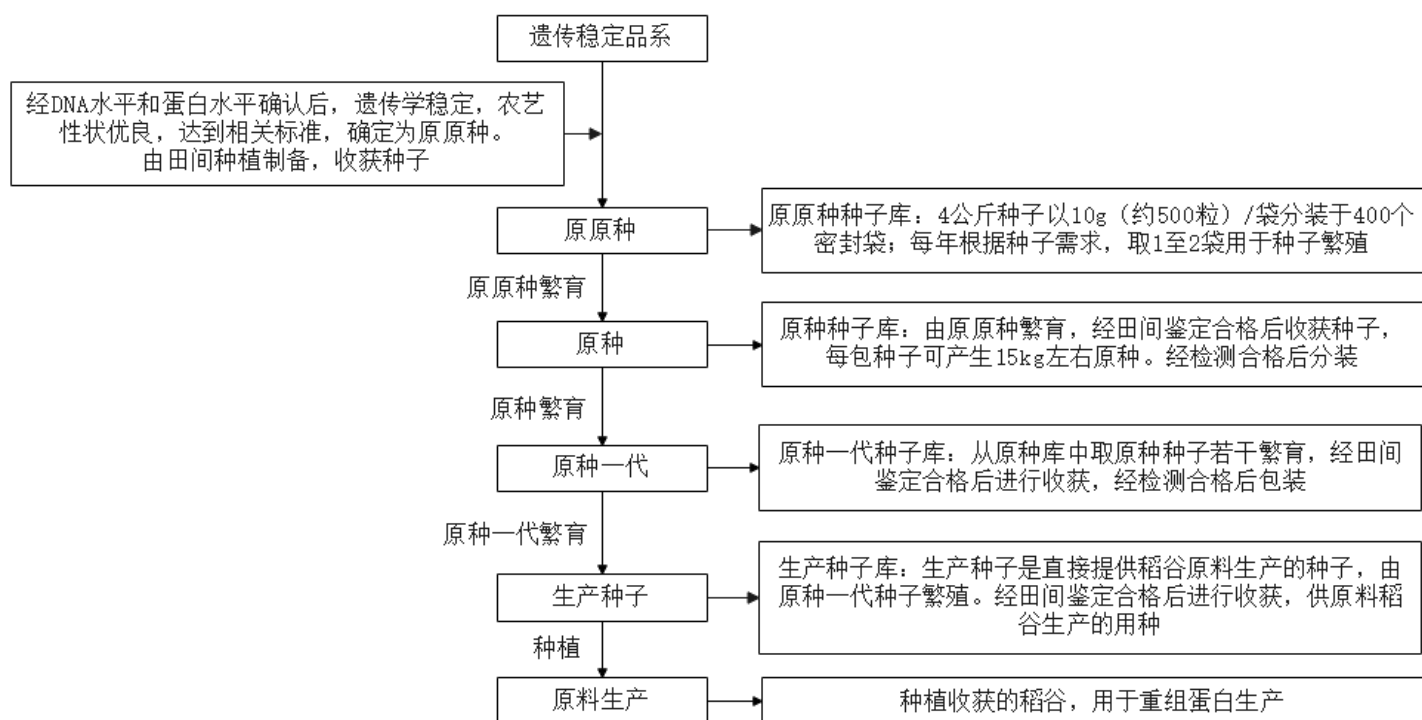 遗传稳定品系
经DNA水平和蛋白水平确认后，遗传学稳定，农艺
性状优良，达到相关标准，确定为原原种。
由田间种植制备，收获种子
原原种
原原种种子库：4公斤种子以10g（约500粒）/袋分装于400个
密封袋；每年根据种子需求，取1至2袋用于种子繁殖
原原种繁育
原种
原种种子库：由原原种繁育，经田间鉴定合格后收获种子，
每包种子可产生15kg左右原种。经检测合格后分装
原种繁育
原种一代
原种一代种子库：从原种库中取原种种子若干繁育，经田间
鉴定合格后进行收获，经检测合格后包装
原种一代繁育
生产种子
生产种子库：生产种子是直接提供稻谷原料生产的种子，由
原种一代种子繁殖。经田间鉴定合格后进行收获，供原料稻
谷生产的用种
种植
原料生产
种植收获的稻谷，用于重组蛋白生产